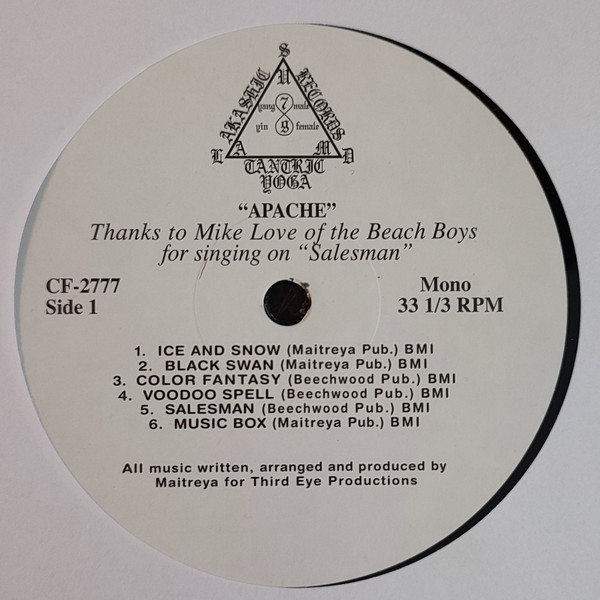 S
U
AKASHIC RECORDS
yang 7 male
yin 8 female
L A M D
TANTRIC
YOGA
“APACHE”
Thanks to Mike Love of the Beach Boys
for singing on “Salesman”
CF-2777 Mono
Side 1 33 1/3 RPM
1. ICE AND SNOW (Maitreya Pub.) BMI
2. BLACK SWAN (Maitreya Pub.) BMI
3. COLOR FANTASY (Beechwood Pub.) BMI
4. VOODOO SPELL (Beechwood Pub.) BMI
5. SALESMAN (Beechwood Pub.) BMI
6. MUSIC BOX (Maitreya Pub.) BMI
All music written, arranged and produced by
Maitreya for Third Eye Productions